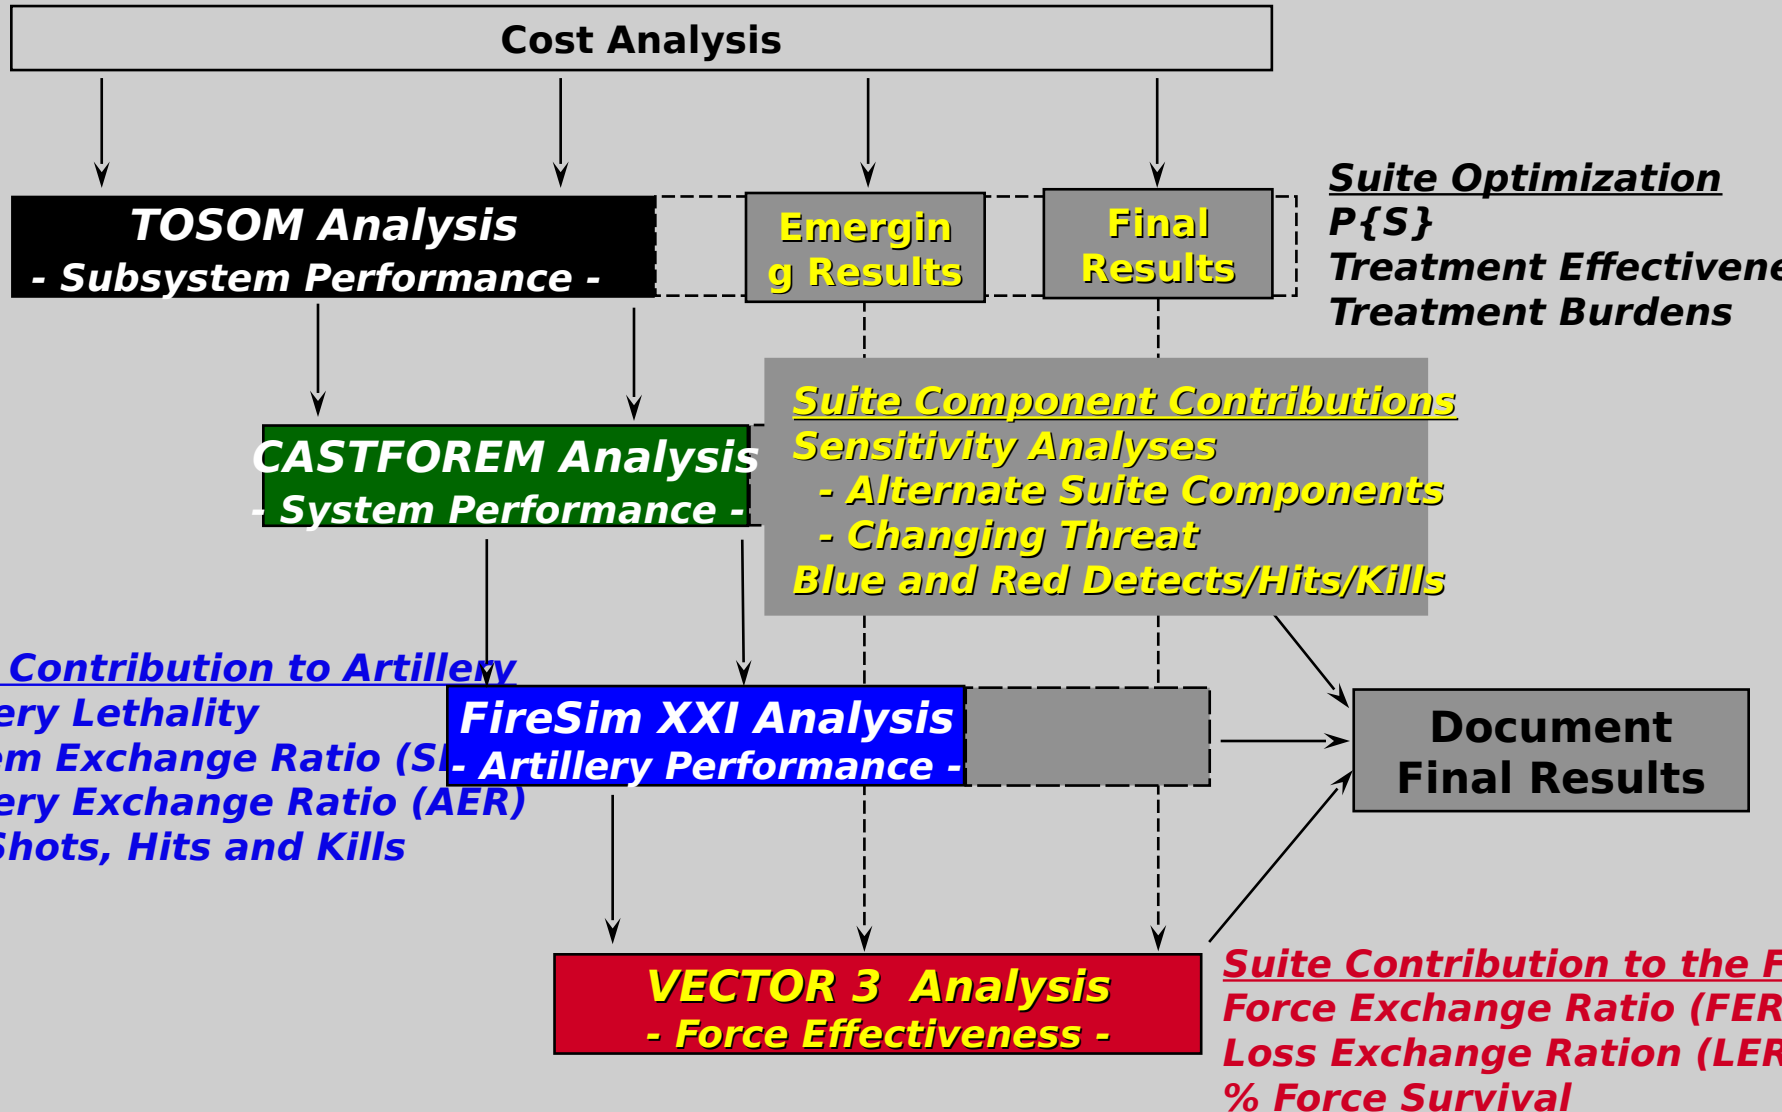 Cost Analysis
TOSOM Analysis
- Subsystem Performance -
Emergin
g Results
Final
Results
Suite Optimization
P{S}
Treatment Effectivene
Treatment Burdens
CASTFOREM Analysis
- System Performance -
Suite Component Contributions
Sensitivity Analyses
- Alternate Suite Components
- Changing Threat
Blue and Red Detects/Hits/Kills
Contribution to Artillery
ery Lethality
em Exchange Ratio (S
ery Exchange Ratio (AER)
Shots, Hits and Kills
FireSim XXI Analysis
- Artillery Performance -
Document
Final Results
VECTOR 3 Analysis
- Force Effectiveness -
Suite Contribution to the F
Force Exchange Ratio (FER
Loss Exchange Ration (LER
% Force Survival